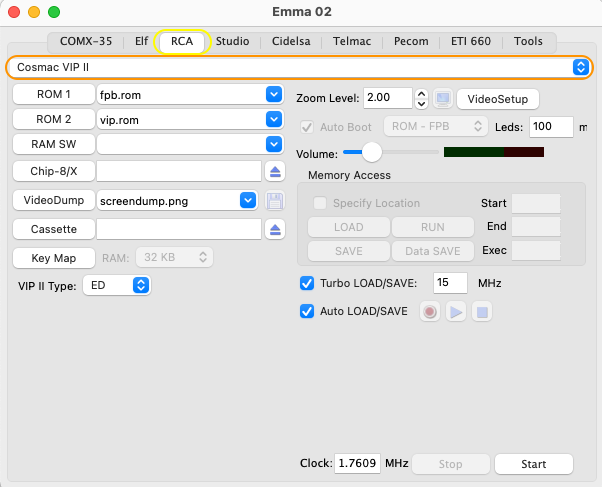 Emma 02
COMX-35 Elf RCA Studio Cidelsa Telmac Pecom ETI 660 Tools
Cosmac VIP II
ROM 1 fpb.rom Zoom Level: 2.00 VideoSetup
ROM 2 vip.rom Auto Boot ROM - FPB Leds: 100 m
RAM SW Volume:
Chip-8/X Memory Access
VideoDump screendump.png Specify Location Start
Cassette LOAD RUN End
Key Map RAM: 32 KB SAVE Data SAVE Exec
VIP II Type: ED Turbo LOAD/SAVE: 15 MHz
Auto LOAD/SAVE
Clock: 1.7609 MHz Stop Start